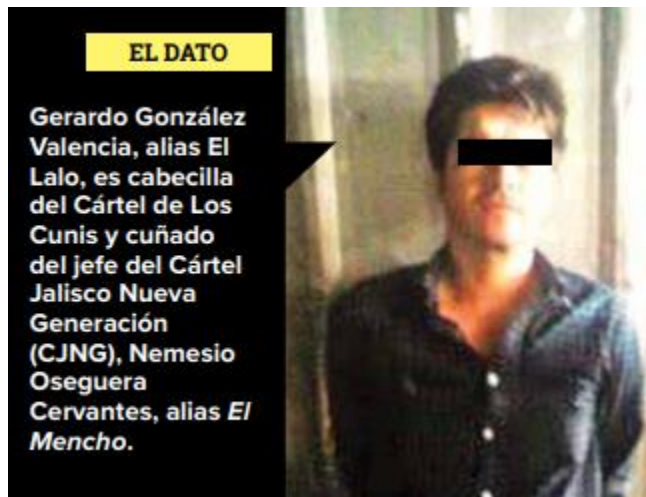 EL DATO
Gerardo González
Valencia, alias El
Lalo, es cabecilla
del Cártel de Los
Cunis y cuñado
del jefe del Cártel
Jalisco Nueva
Generación
(CJNG), Nemesio
Oseguera
Cervantes, alias El
Mencho.